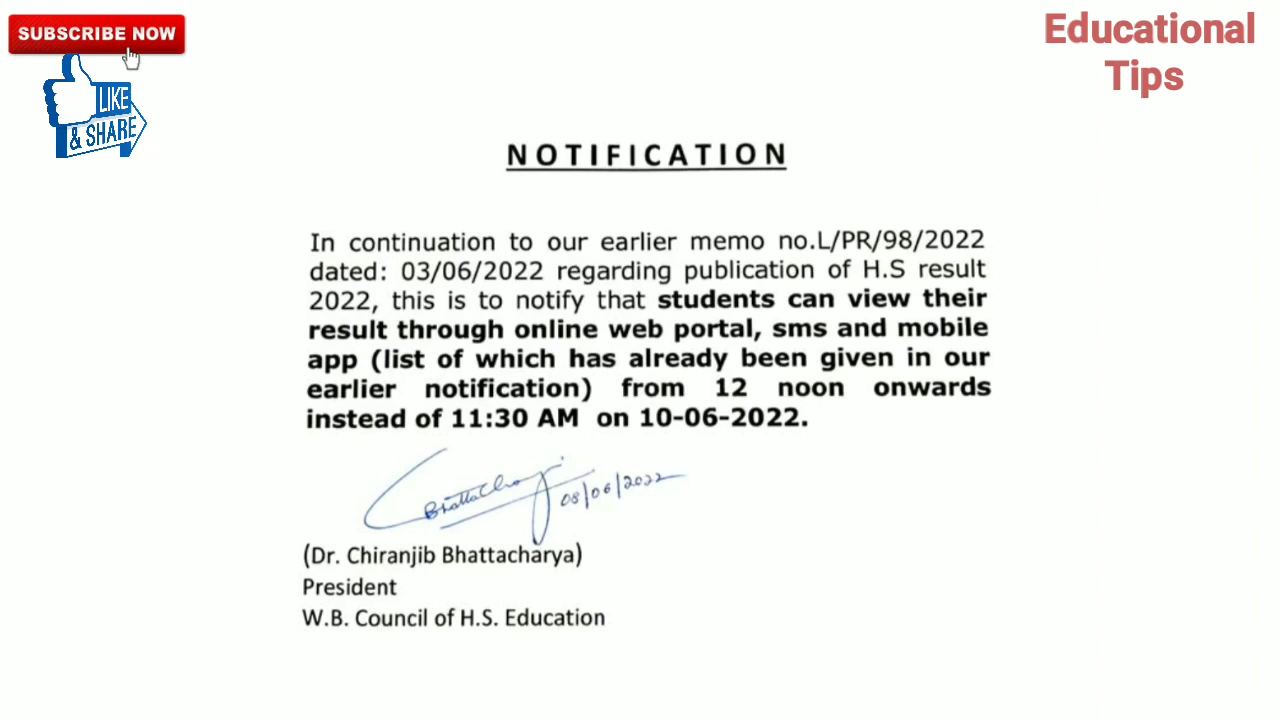 SUBSCRIBE NOW
LIKE
& SHARE
Educational
Tips
NOTIFICATION
In continuation to our earlier memo no.L/PR/98/2022
dated: 03/06/2022 regarding publication of H.S result
2022, this is to notify that students can view their
result through online web portal, sms and mobile
app (list of which has already been given in our
earlier notification) from 12 noon onwards
instead of 11:30 AM on 10-06-2022.
Bhattacharya 08/06/2022
(Dr. Chiranjib Bhattacharya)
President
W.B. Council of H.S. Education